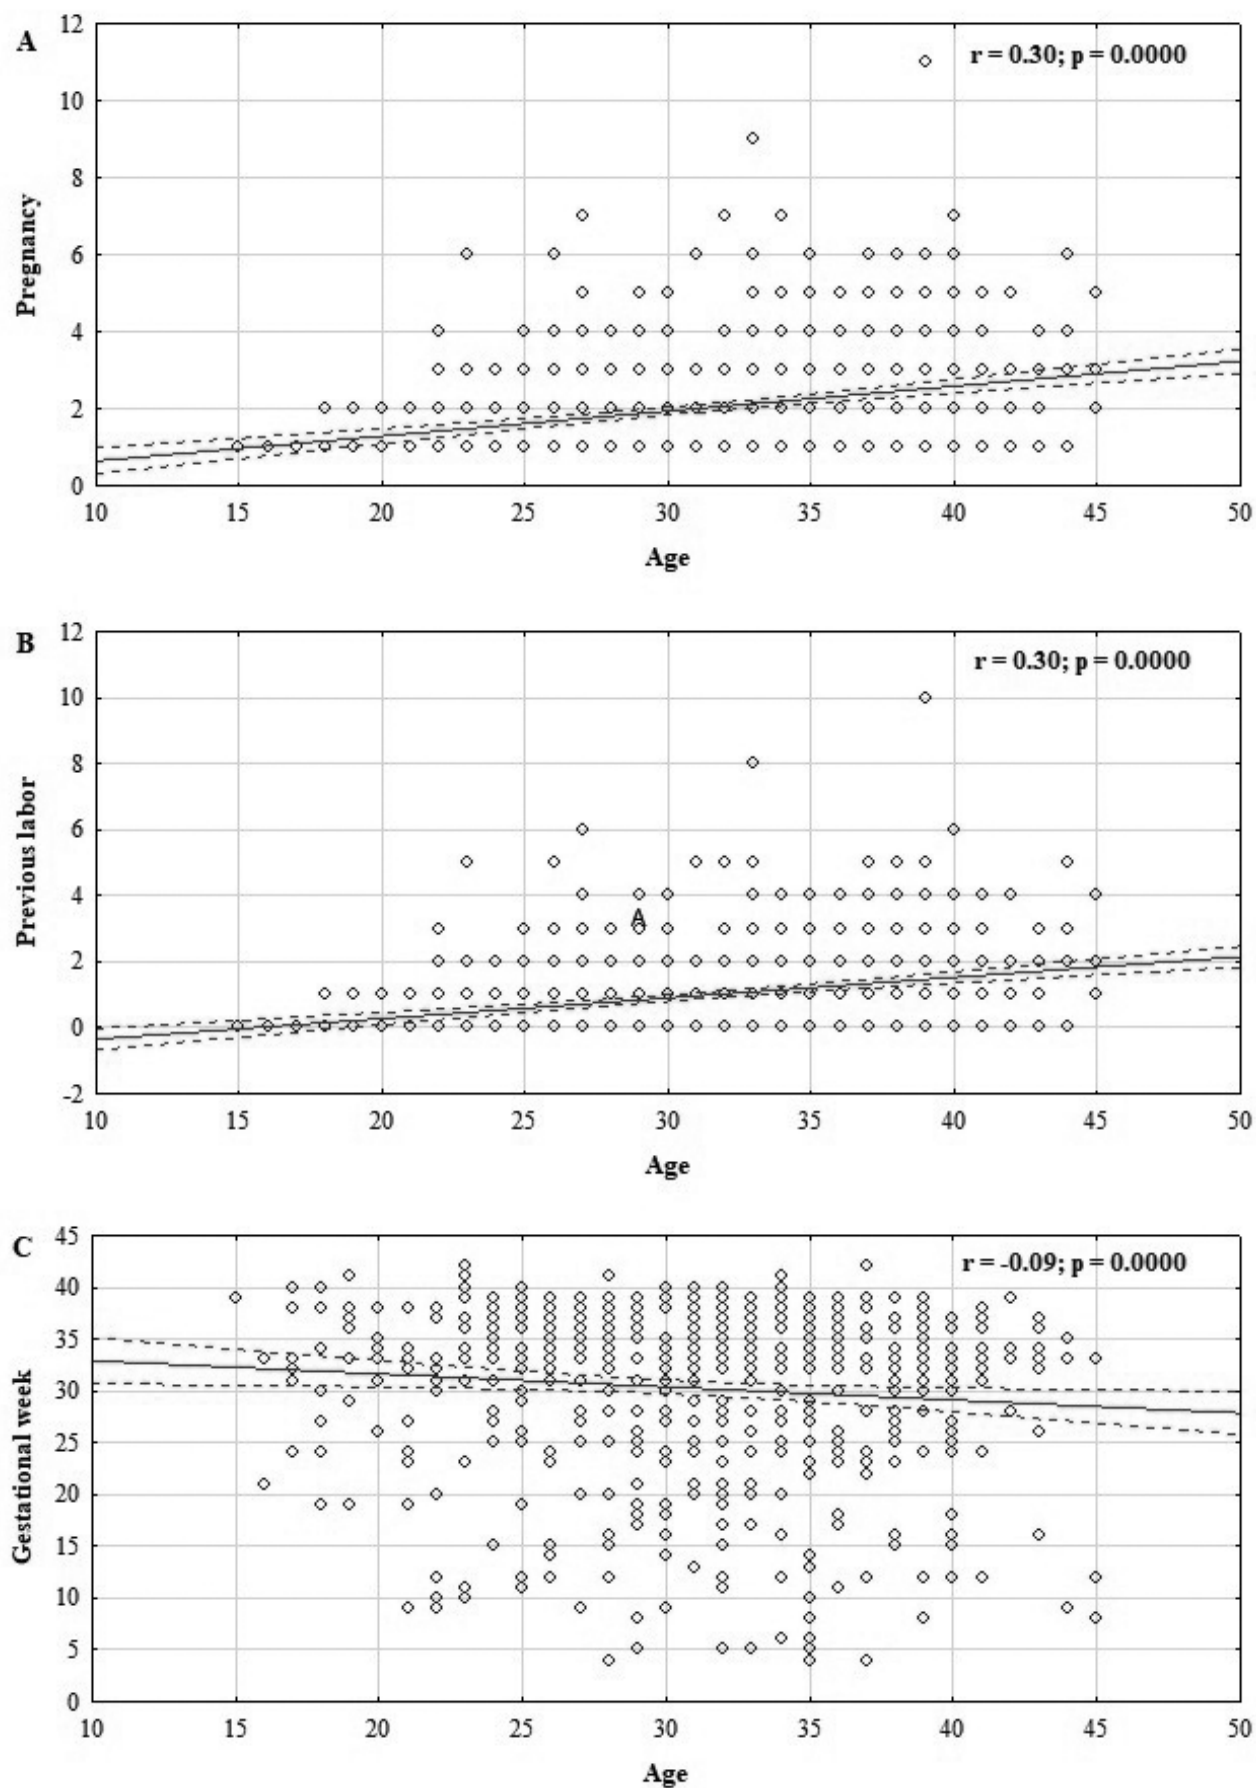 A
r = 0.30; p = 0.0000
12
10
8
6
4
2
0
Pregnancy
10 15 20 25 30 35 40 45 50
Age
B
r = 0.30; p = 0.0000
12
10
8
6
4
2
0
-2
Previous labor
A
10 15 20 25 30 35 40 45 50
Age
C
r = -0.09; p = 0.0000
45
40
35
30
25
20
15
10
5
0
Gestational week
10 15 20 25 30 35 40 45 50
Age